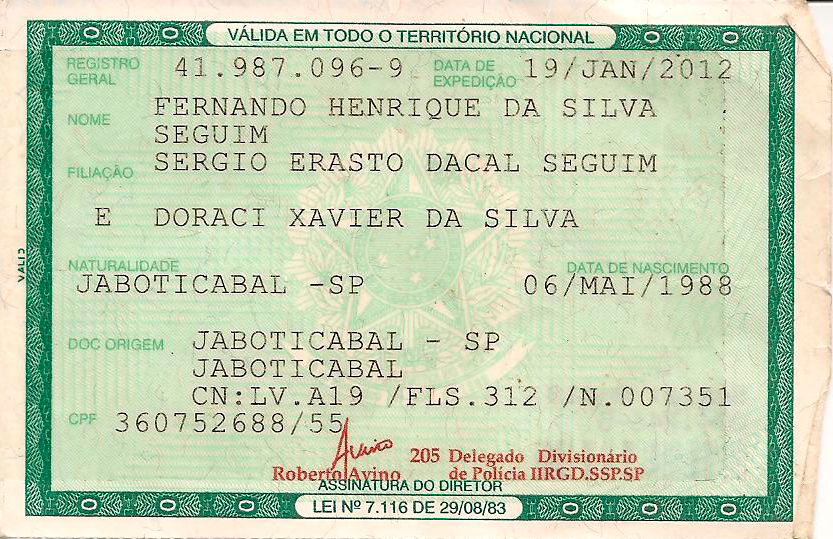 VÁLIDA EM TODO O TERRITÓRIO NACIONAL
REGISTRO GERAL 41.987.096-9 DATA DE EXPEDIÇÃO 19/JAN/2012
NOME FERNANDO HENRIQUE DA SILVA
SEGUIM
FILIAÇÃO SERGIO ERASTO DACAL SEGUIM
E DORACI XAVIER DA SILVA
NATURALIDADE DATA DE NASCIMENTO
JABOTICABAL -SP 06/MAI/1988
DOC ORIGEM JABOTICABAL - SP
JABOTICABAL
CN:LV.A19 /FLS.312 /N.007351
CPF 360752688/55
Avino
205 Delegado Divisionário
Roberto Avino de Polícia IIRGD.SSP.SP
ASSINATURA DO DIRETOR
LEI Nº 7.116 DE 29/08/83